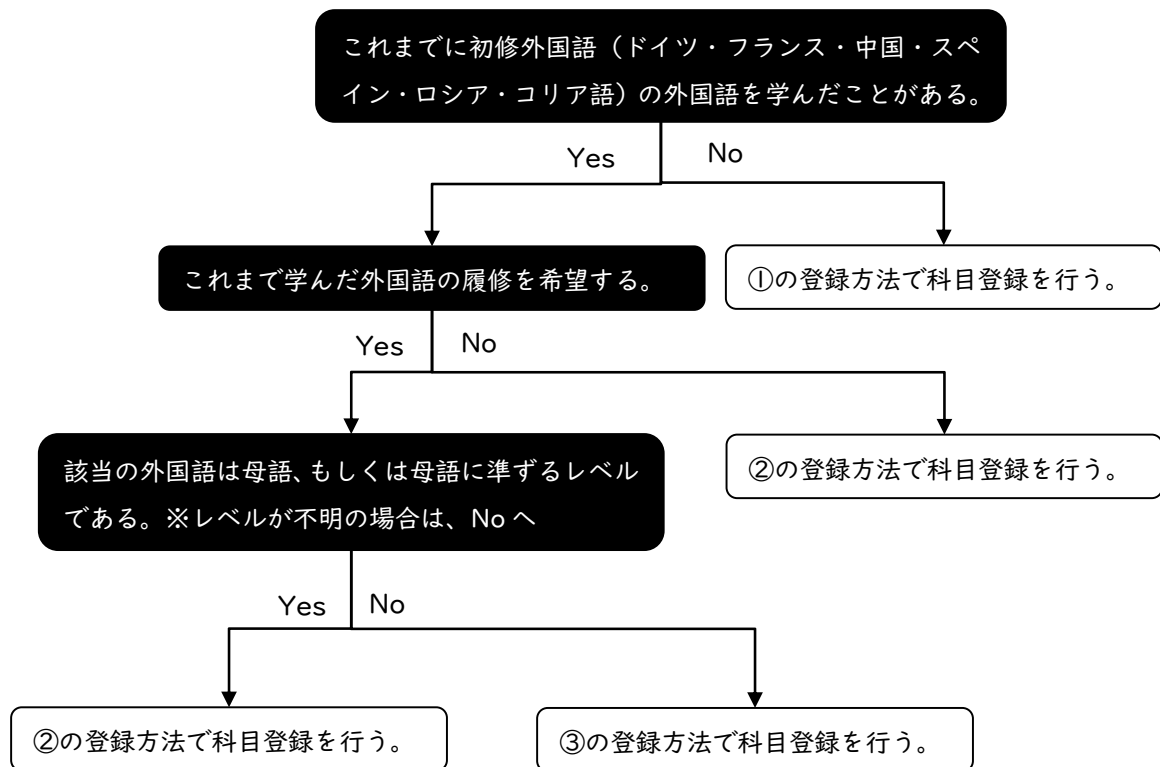 これまでに初修外国語（ドイツ・フランス・中国・スペ
イン・ロシア・コリア語）の外国語を学んだことがある。
Yes
No
これまで学んだ外国語の履修を希望する。
①の登録方法で科目登録を行う。
Yes
No
該当の外国語は母語、もしくは母語に準ずるレベル
である。※レベルが不明の場合は、No へ
②の登録方法で科目登録を行う。
Yes
No
②の登録方法で科目登録を行う。
③の登録方法で科目登録を行う。